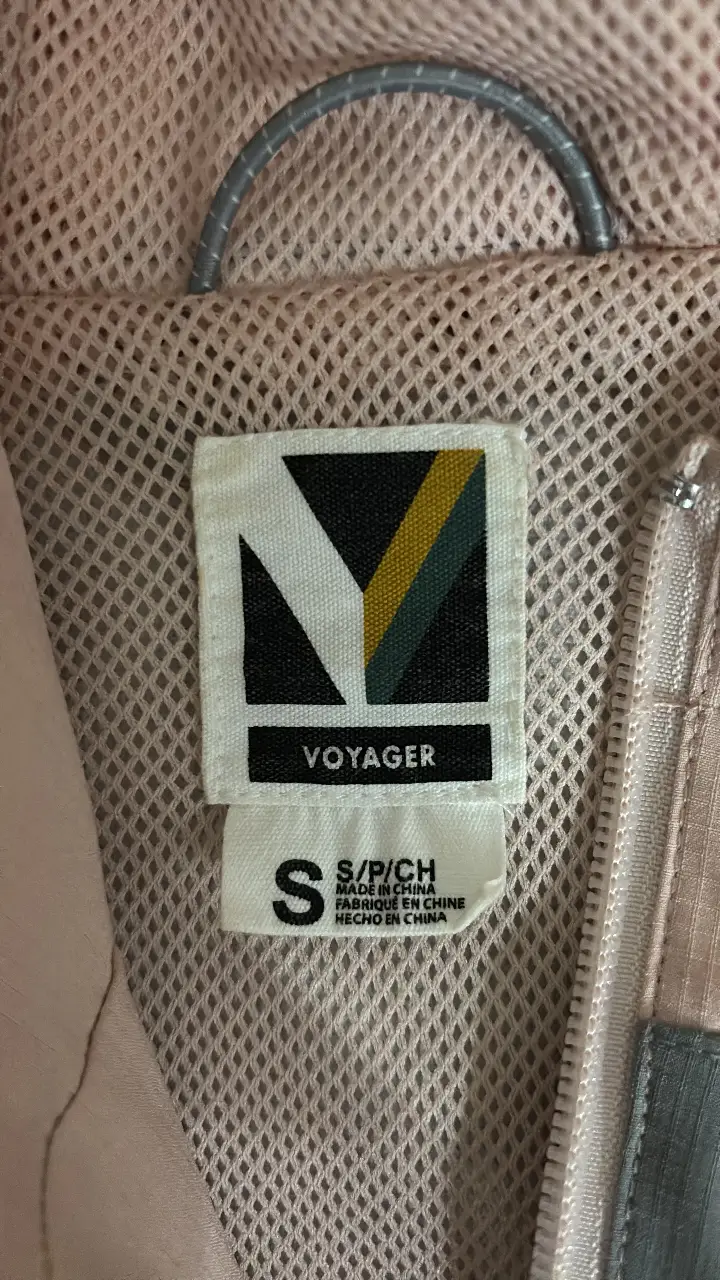 VOYAGER
S S/P/CH
MADE IN CHINA
FABRIQUÉ EN CHINE
HECHO EN CHINA